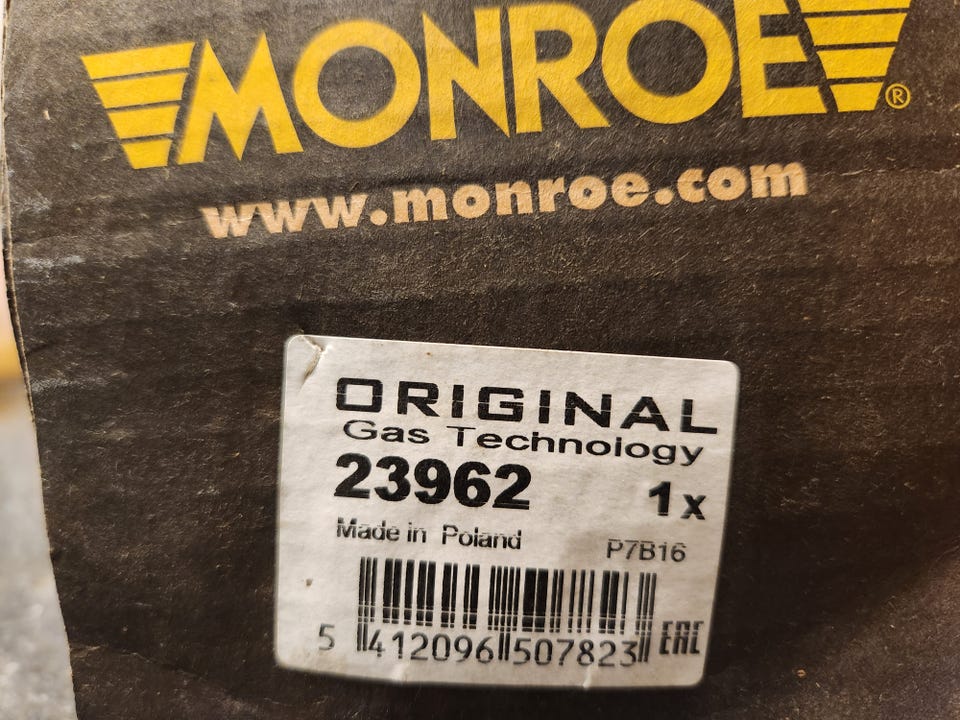 MONROE®
www.monroe.com
ORIGINAL
Gas Technology
23962 1x
Made in Poland P7B16
5 412096 507823 EAC